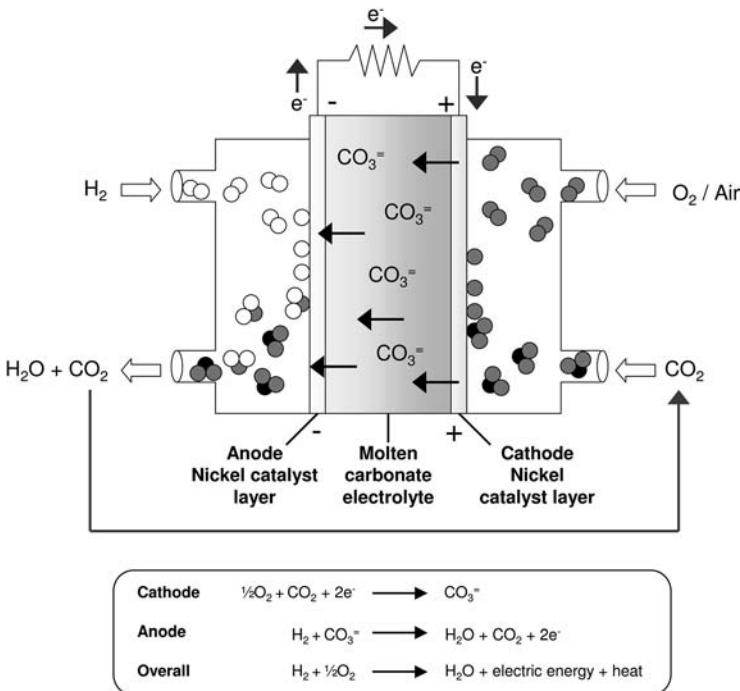 e⁻
e⁻
e⁻
-
+
CO₃⁼
H₂
O₂ / Air
CO₃⁼
CO₃⁼
CO₃⁼
H₂O + CO₂
CO₂
-
+
Anode
Nickel catalyst
layer
Molten
carbonate
electrolyte
Cathode
Nickel
catalyst layer
Cathode ½O₂ + CO₂ + 2e⁻ CO₃⁼
Anode H₂ + CO₃⁼ H₂O + CO₂ + 2e⁻
Overall H₂ + ½O₂ H₂O + electric energy + heat